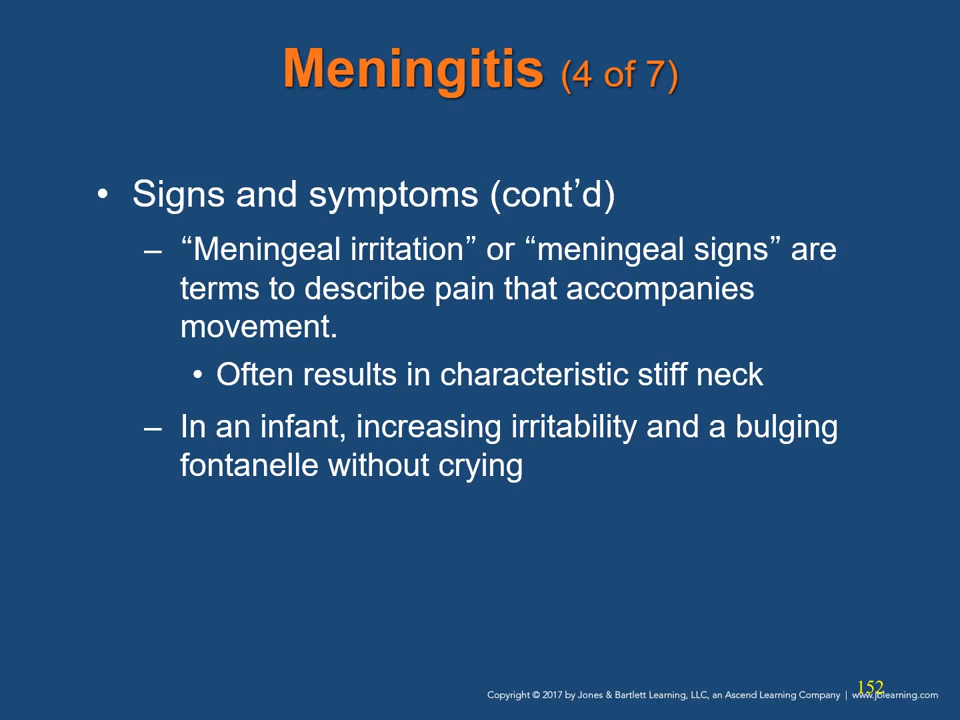 Meningitis (4 of 7)
• Signs and symptoms (cont’d)
– “Meningeal irritation” or “meningeal signs” are
terms to describe pain that accompanies
movement.
• Often results in characteristic stiff neck
– In an infant, increasing irritability and a bulging
fontanelle without crying
152
Copyright © 2017 by Jones & Bartlett Learning, LLC, an Ascend Learning Company | www.jblearning.com